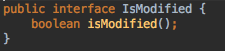 public interface IsModified {
    boolean isModified();
}